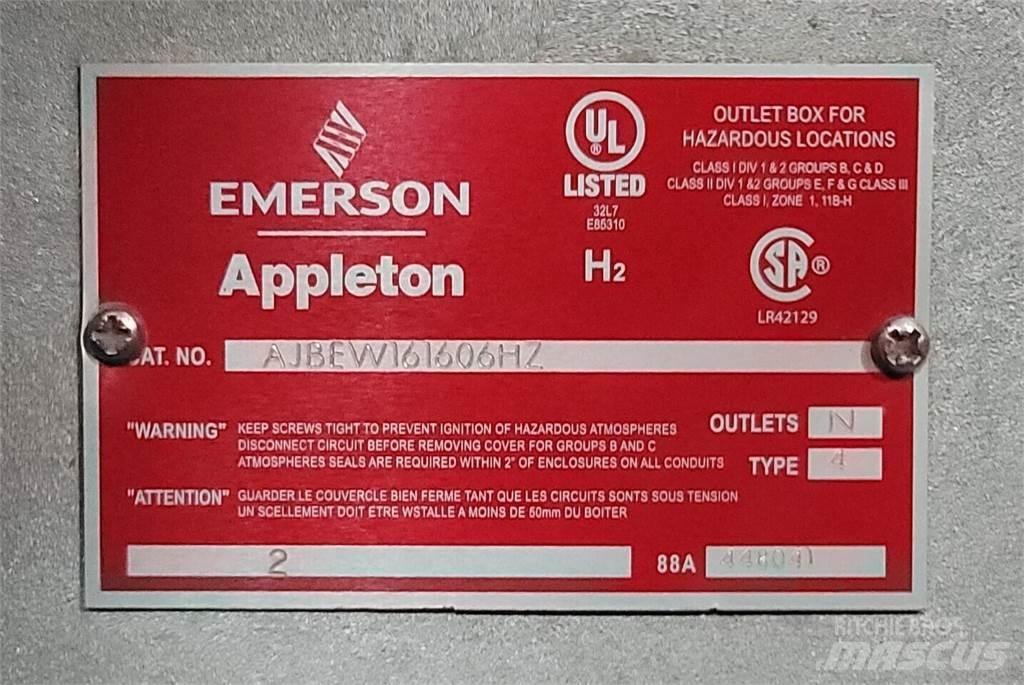 EMERSON
Appleton
UL
®
LISTED
32L7
E85310
H2
OUTLET BOX FOR
HAZARDOUS LOCATIONS
CLASS I DIV 1 & 2 GROUPS B, C & D
CLASS II DIV 1 &2 GROUPS E, F & G CLASS III
CLASS I, ZONE 1, 11B-H
SA®
LR42129
CAT. NO. AJBEW161606HZ
"WARNING" KEEP SCREWS TIGHT TO PREVENT IGNITION OF HAZARDOUS ATMOSPHERES
DISCONNECT CIRCUIT BEFORE REMOVING COVER FOR GROUPS B AND C
ATMOSPHERES SEALS ARE REQUIRED WITHIN 2" OF ENCLOSURES ON ALL CONDUITS
OUTLETS N
TYPE 4
"ATTENTION" GUARDER LE COUVERCLE BIEN FERME TANT QUE LES CIRCUITS SONTS SOUS TENSION
UN SCELLEMENT DOIT ETRE WSTALLE A MOINS DE 50mm DU BOITER
2
88A
RITCHIE BROS
MASCUS